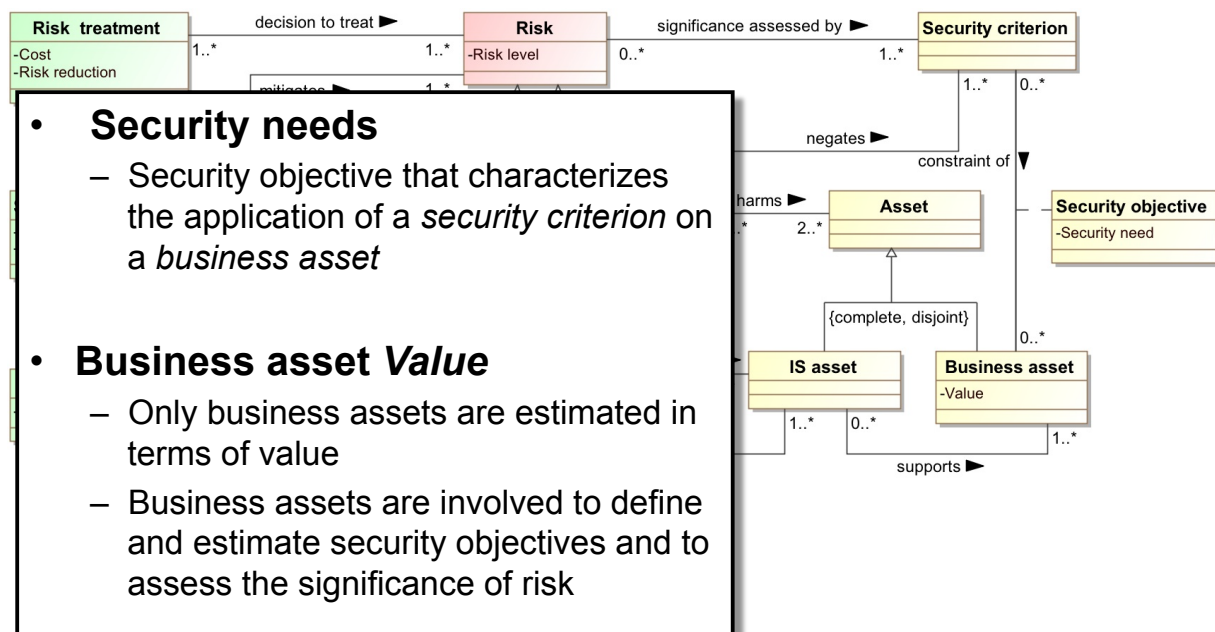 decision to treat ►
significance assessed by ►
Risk treatment
-Cost
-Risk reduction
1..*
1..*
Risk
-Risk level
0..*
1..*
Security criterion
1..*
1..*
0..*
negates ►
constraint of ▼
harms ►
2..*
Asset
Security objective
-Security need
{complete, disjoint}
0..*
IS asset
Business asset
-Value
1..*
0..*
1..*
supports ►
• Security needs
– Security objective that characterizes
the application of a security criterion on
a business asset
• Business asset Value
– Only business assets are estimated in
terms of value
– Business assets are involved to define
and estimate security objectives and to
assess the significance of risk